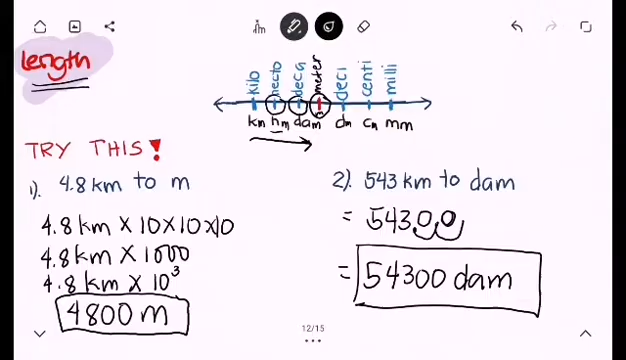 length
kilo hecto deca meter deci centi milli
km hm dam m dm cm mm
TRY THIS!
1). 4.8 km to m
4.8 km X 10 X 10 X 10
4.8 km X 1000
4.8 km X 10³
4800 m
2). 543 km to dam
= 54300
= 54300 dam
12/15